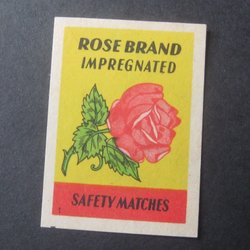 ROSE BRAND
IMPREGNATED
SAFETY MATCHES